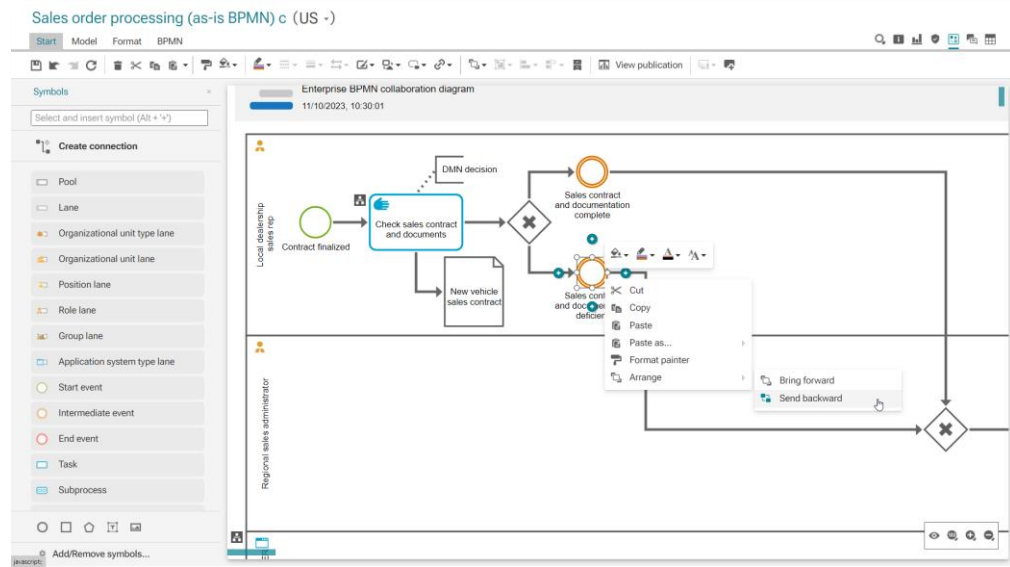 Sales order processing (as-is BPMN) c (US -)
Start Model Format BPMN
View publication
Symbols
Select and insert symbol (Alt + '+')
Create connection
Pool
Lane
Organizational unit type lane
Organizational unit lane
Position lane
Role lane
Group lane
Application system type lane
Start event
Intermediate event
End event
Task
Subprocess
Add/Remove symbols...
javascript:
Enterprise BPMN collaboration diagram
11/10/2023, 10:30:01
Local dealership
sales rep
Contract finalized
Check sales contract
and documents
DMN decision
New vehicle
sales contract
Sales contract
and documentation
complete
Sales cont
and docume
deficien
Cut
Copy
Paste
Paste as...
Format painter
Arrange
Bring forward
Send backward
Regional sales administrator